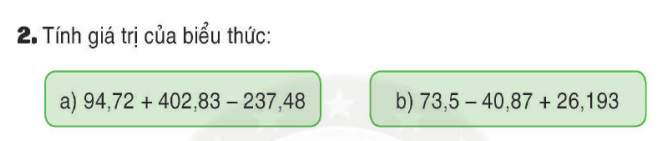 2. Tính giá trị của biểu thức:
a) 94,72 + 402,83 – 237,48
b) 73,5 – 40,87 + 26,193